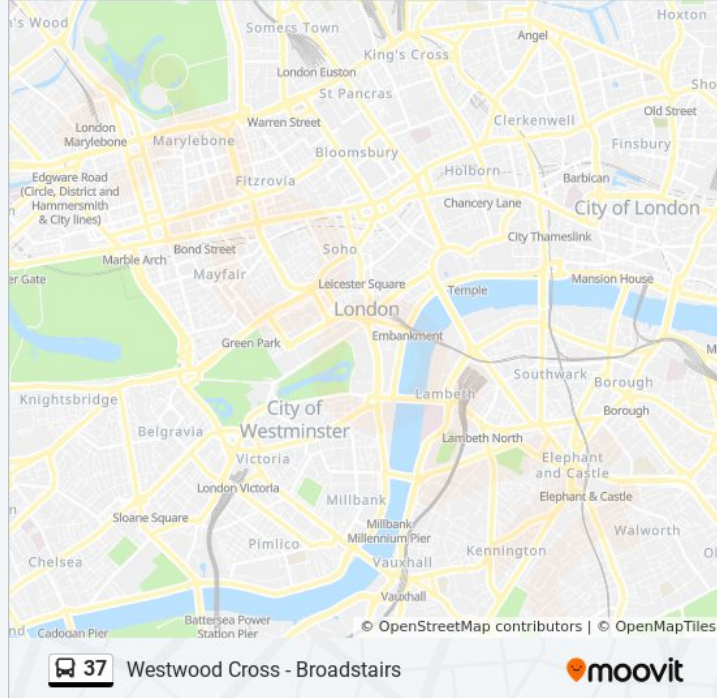 's Wood
Somers Town
Hoxton
King's Cross
Angel
London Euston
St Pancras
Sho
Old Street
London
Marylebone
Marylebone
Warren Street
Clerkenwell
Finsbury
Bloomsbury
Edgware Road
(Circle, District and
Hammersmith
& City lines)
Fitzrovia
Holborn
Barbican
Chancery Lane
City of London
City Thameslink
Soho
Bond Street
Marble Arch
Mayfair
er Gate
Leicester Square
Temple
Mansion House
London
Embankment
Green Park
Southwark
Borough
Knightsbridge
Lambeth
City of
Westminster
Borough
Belgravia
Lambeth North
Victoria
Elephant
and Castle
London Victoria
Elephant & Castle
Millbank
Sloane Square
Millbank
Millennium Pier
Walworth
Pimlico
Kennington
Chelsea
Vauxhall
Vauxhall
Battersea Power
Station Pier
Cadogan Pier
© OpenStreetMap contributors | © OpenMapTiles
37 Westwood Cross - Broadstairs
moovit